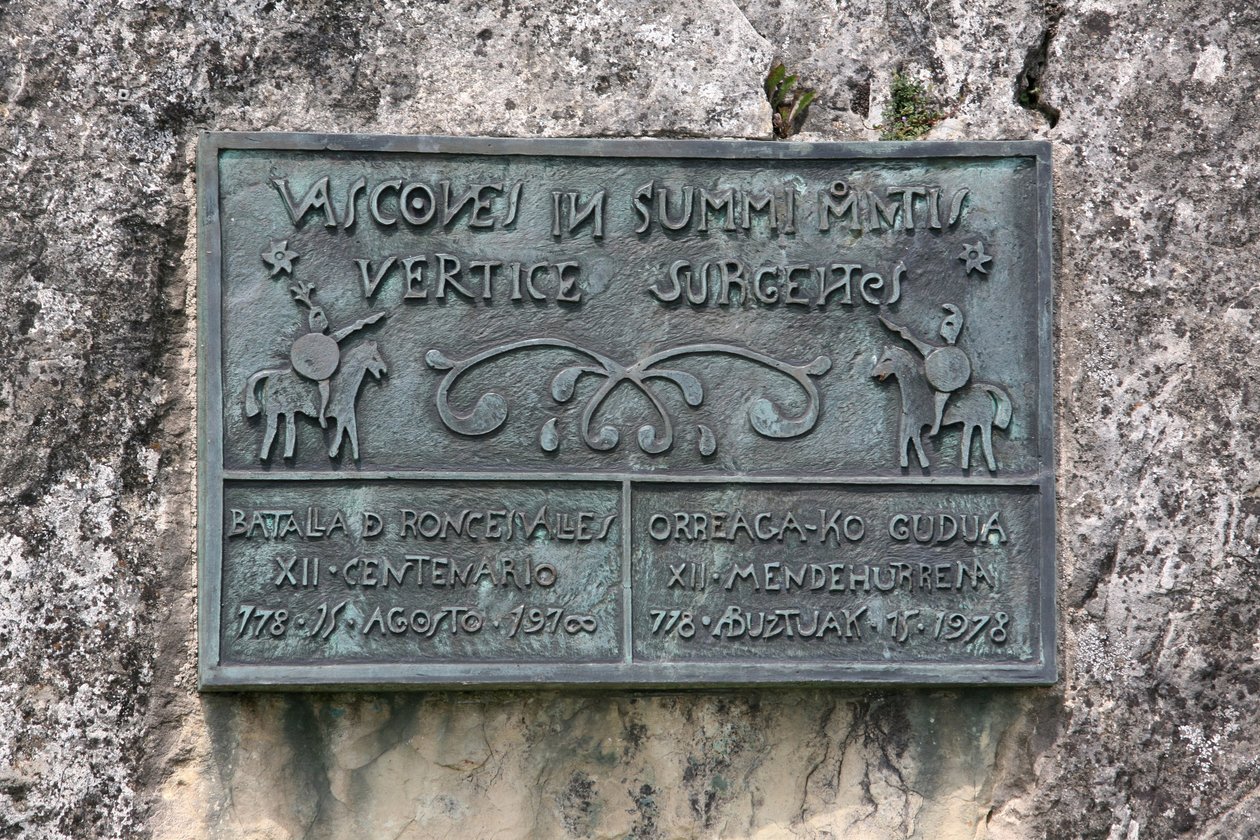 VASCONES IN SUMMI MoNTIS
VERTICE SURGENTES
BATALLA D RONCESVALLES
XII · CENTENARIO
778 · 15 · AGOSTO · 1978
ORREAGA-KO GUDUA
XII · MENDEHURRENA
778 · ABUZTUAK · 15 · 1978